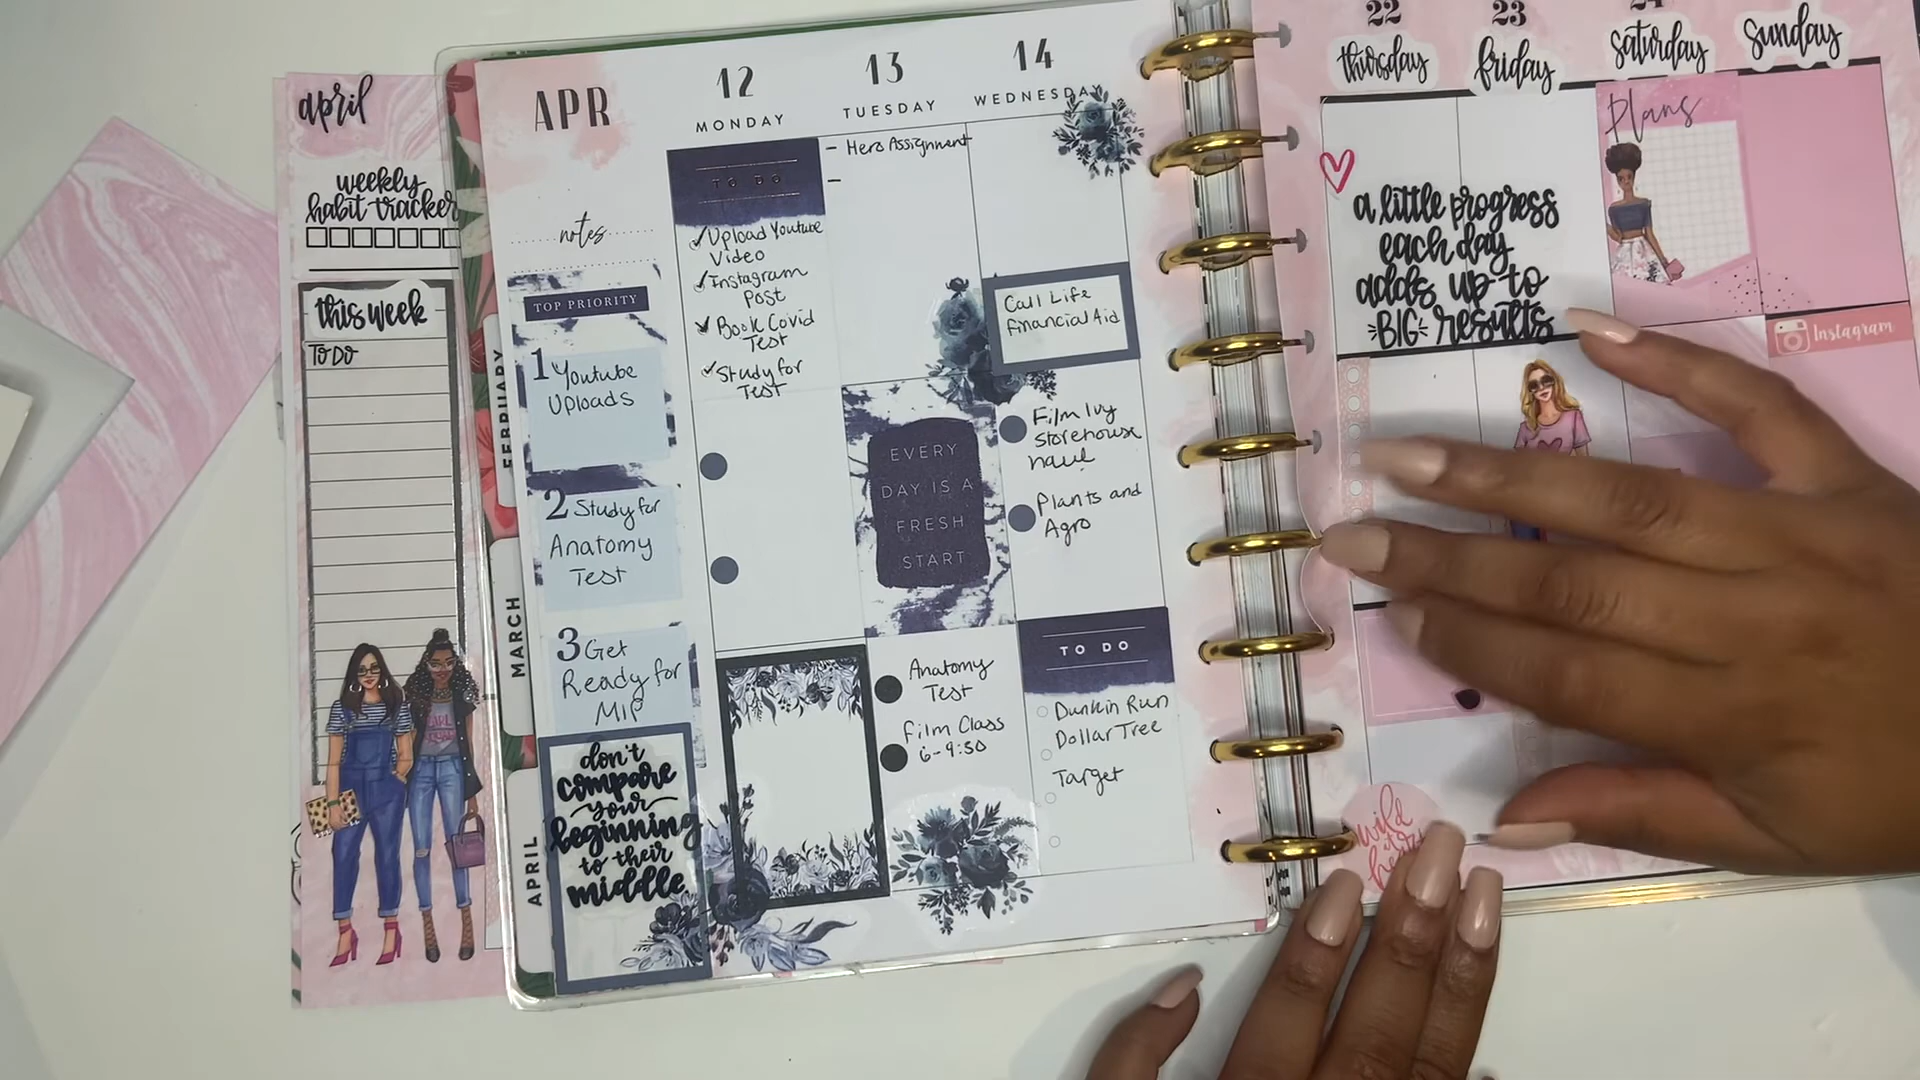 april
weekly
habit tracker
this week
TO DO
FEBRUARY
MARCH
APRIL
APR
notes
TOP PRIORITY
1 Youtube
Uploads
2 Study for
Anatomy
Test
3 Get
Ready for
MIP
don't
compare
your
beginning
to their
middle
12
MONDAY
TO DO
✓Upload Youtube
Video
✓Instagram
Post
✓Book Covid
Test
✓Study for
Test
13
TUESDAY
- Hero Assignment
-
EVERY
DAY IS A
FRESH
START
Anatomy
Test
Film Class
6-9:50
14
WEDNESDAY
Call Life
Financial Aid
Film Ivy
storehouse
haul
Plants and
Agro
TO DO
Dunkin Run
Dollar Tree
Target
22
thursday
23
friday
24
saturday
sunday
a little progress
each day
adds up to
BIG results
Plans
Instagram
wild
at
heart